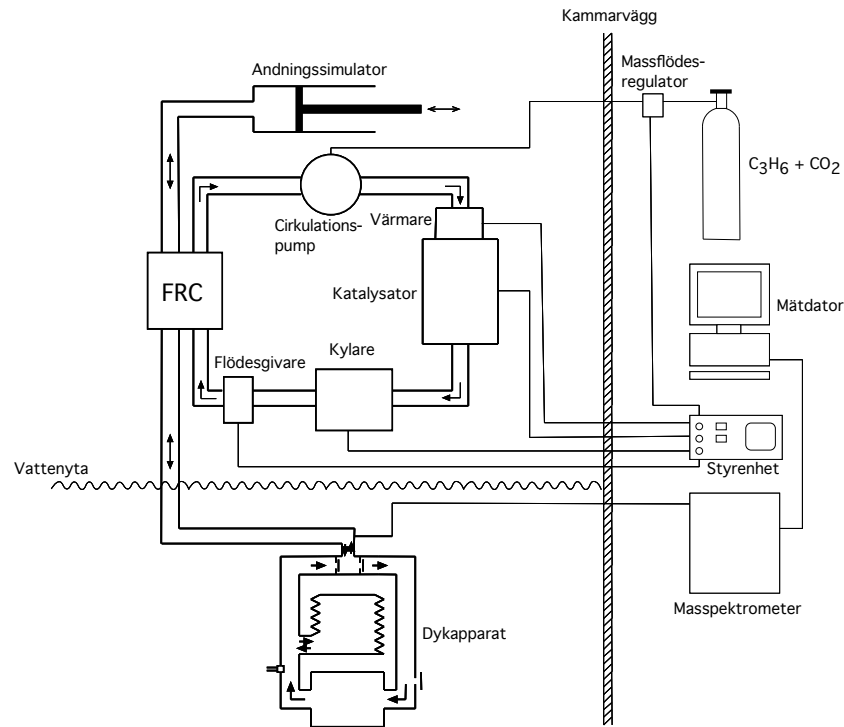 Kammarvägg
Andningssimulator
Massflödes-
regulator
C3H6 + CO2
Cirkulations-
pump
Värmare
FRC
Katalysator
Mätdator
Flödesgivare
Kylare
Vattenyta
Styrenhet
Masspektrometer
Dykapparat